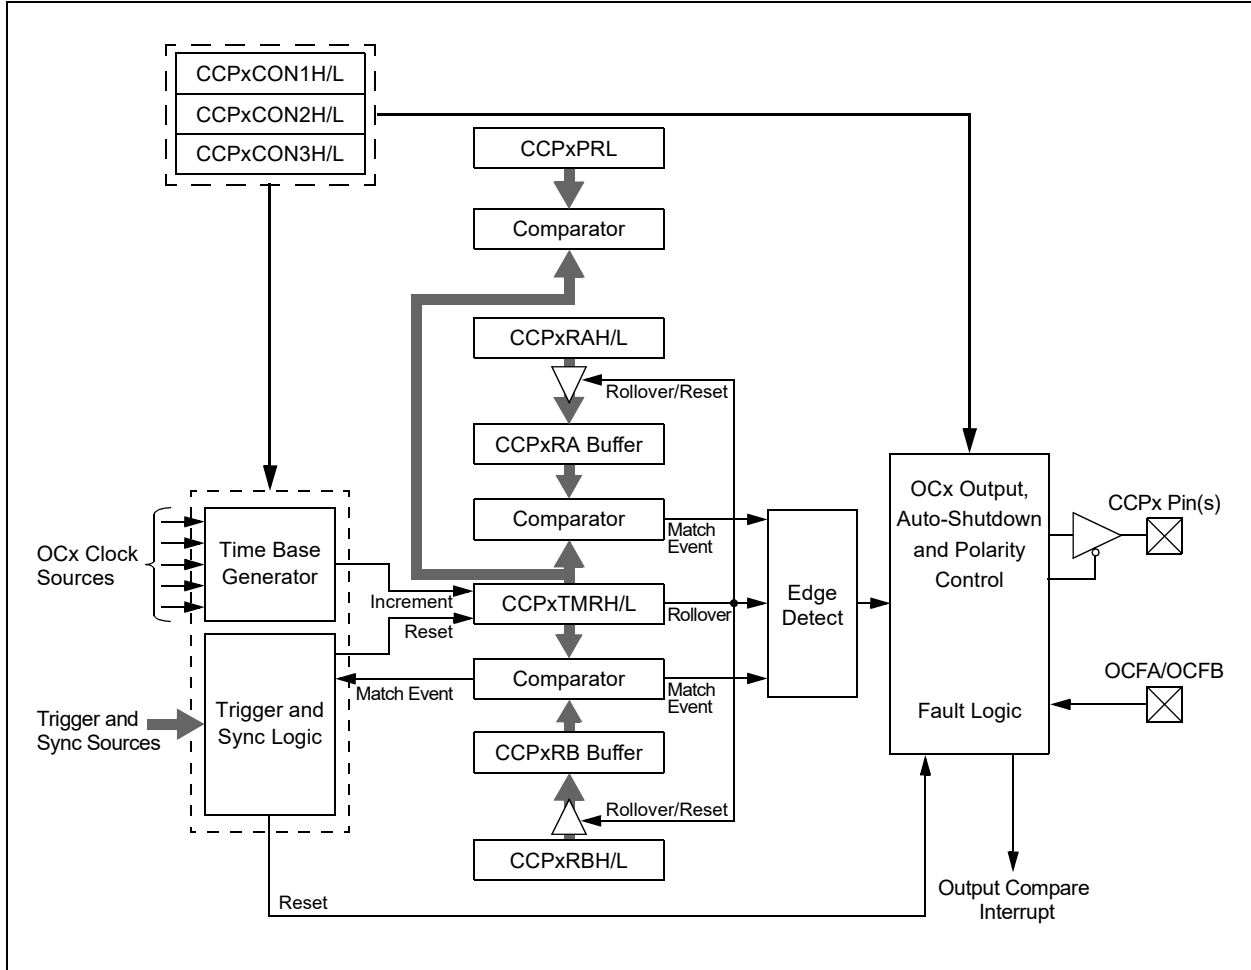 CCPxCON1H/L
CCPxCON2H/L
CCPxCON3H/L
CCPxPRL
Comparator
CCPxRAH/L
Rollover/Reset
CCPxRA Buffer
Comparator
Match
Event
OCx Clock
Sources
Time Base
Generator
Increment
Reset
CCPxTMRH/L
Rollover
Edge
Detect
OCx Output,
Auto-Shutdown
and Polarity
Control
CCPx Pin(s)
Trigger and
Sync Sources
Trigger and
Sync Logic
Match Event
Comparator
Match
Event
Fault Logic
OCFA/OCFB
CCPxRB Buffer
Rollover/Reset
CCPxRBH/L
Reset
Output Compare
Interrupt